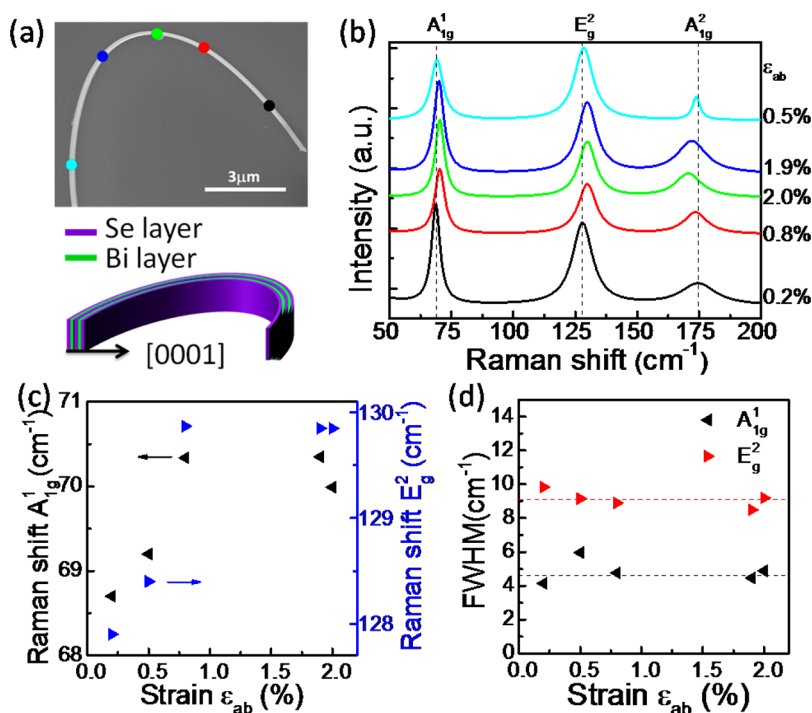 (a)
3μm
Se layer
Bi layer
[0001]
(b)
A¹₁g
E²g
A²₁g
εab
0.5%
1.9%
2.0%
0.8%
0.2%
Intensity (a.u.)
50 75 100 125 150 175 200
Raman shift (cm⁻¹)
(c)
71
70
69
68
Raman shift A¹₁g (cm⁻¹)
130
129
128
Raman shift E²g (cm⁻¹)
0.0 0.5 1.0 1.5 2.0
Strain εab (%)
(d)
A¹₁g
E²g
14
12
10
8
6
4
2
0
FWHM(cm⁻¹)
0.0 0.5 1.0 1.5 2.0
Strain εab (%)